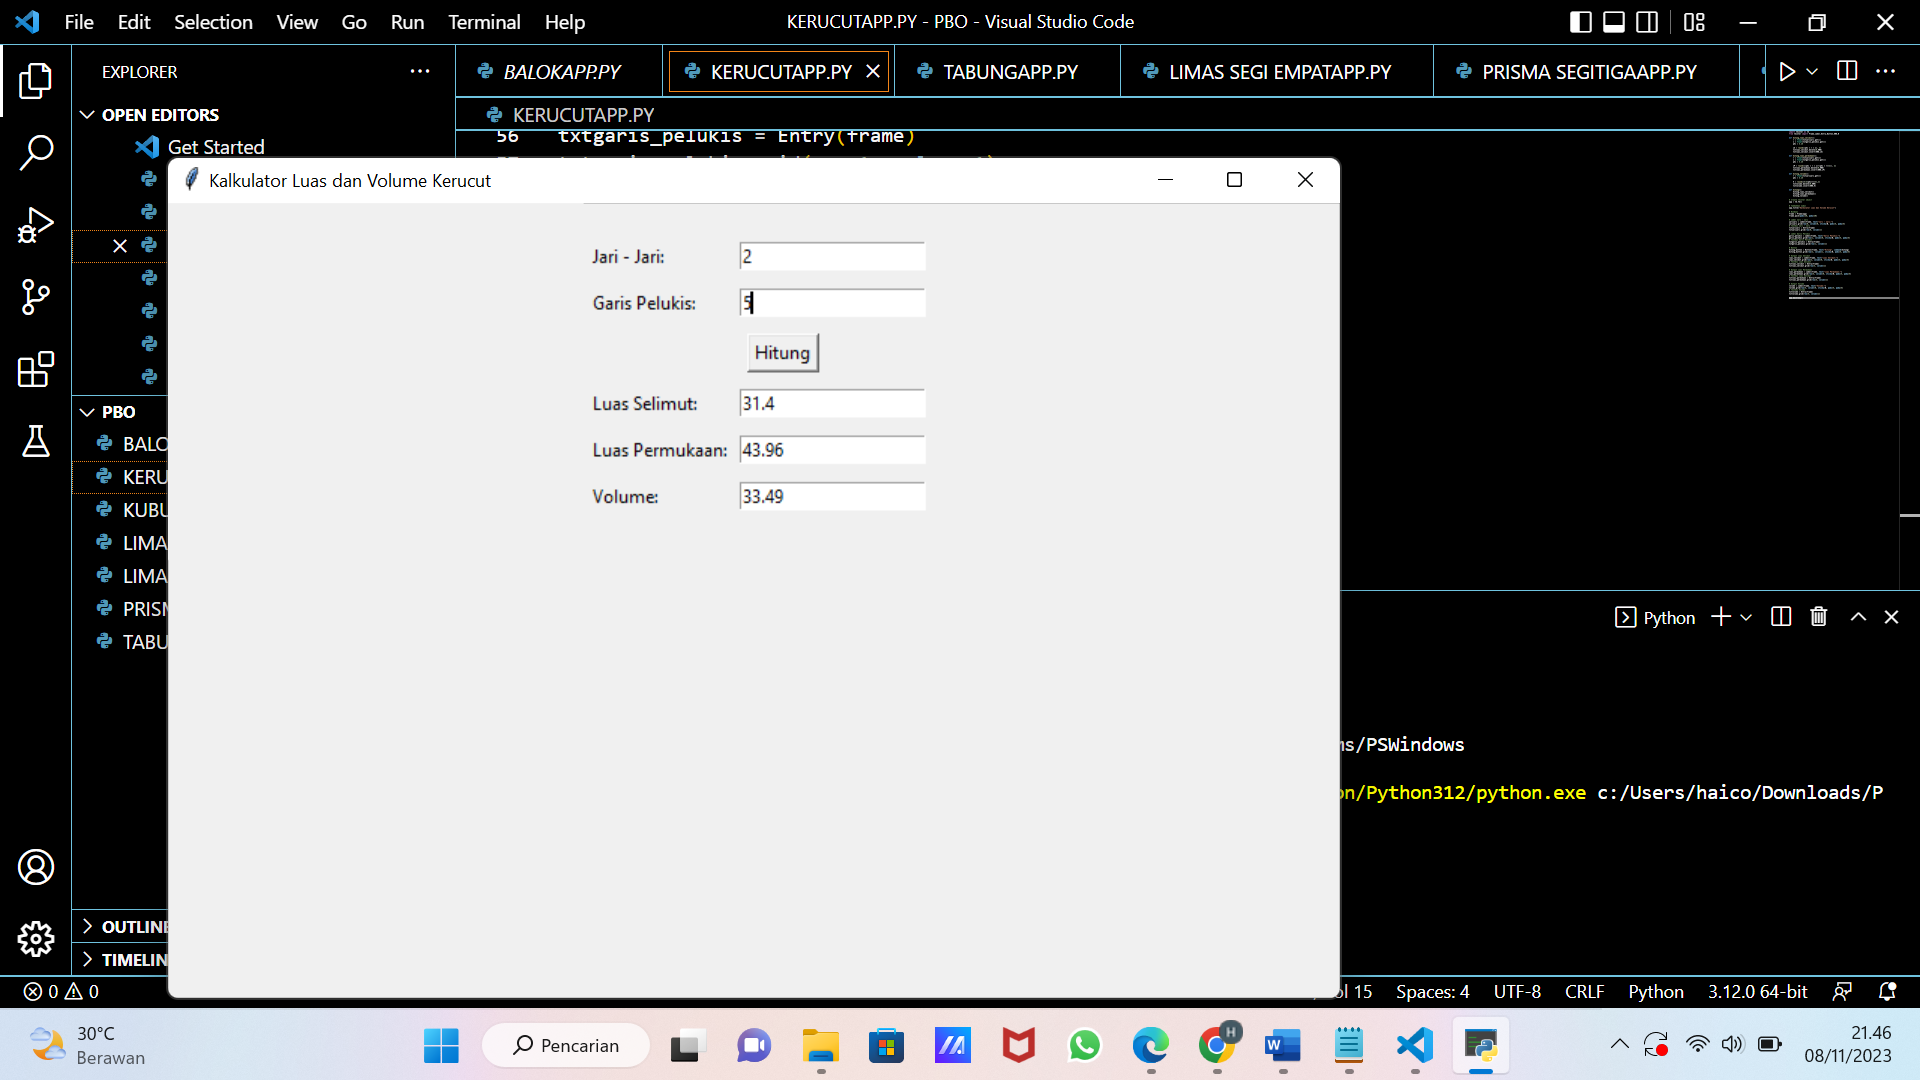 File Edit Selection View Go Run Terminal Help
KERUCUTAPP.PY - PBO - Visual Studio Code
EXPLORER
BALOKAPP.PY
KERUCUTAPP.PY
TABUNGAPP.PY
LIMAS SEGI EMPATAPP.PY
PRISMA SEGITIGAAPP.PY
OPEN EDITORS
KERUCUTAPP.PY
Get Started
56 txtgaris_pelukis = Entry(frame)
Kalkulator Luas dan Volume Kerucut
Jari - Jari: 2
Garis Pelukis: 5
Hitung
Luas Selimut: 31.4
Luas Permukaan: 43.96
Volume: 33.49
PBO
BALO
KERU
KUBU
LIMA
LIMA
PRISM
TABU
OUTLINE
TIMELIN
Python
ms/PSWindows
on/Python312/python.exe c:/Users/haico/Downloads/P
0 0
ol 15 Spaces: 4 UTF-8 CRLF Python 3.12.0 64-bit
30°C
Berawan
Pencarian
H
W
21.46
08/11/2023